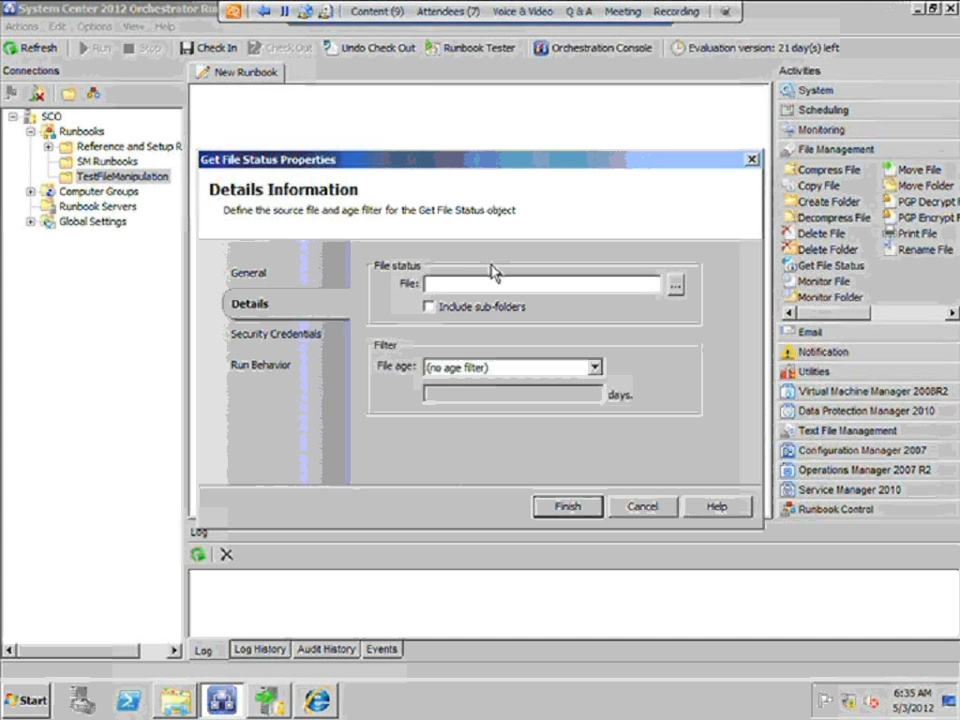 System Center 2012 Orchestrator Run
Content (9) Attendees (7) Voice & Video Q & A Meeting Recording
Actions Edit Options View Help
Refresh Run Stop Check In Check Out Undo Check Out Runbook Tester Orchestration Console Evaluation version: 21 day(s) left
Connections
New Runbook
Activities
SCO
Runbooks
Reference and Setup R
SM Runbooks
TestFileManipulation
Computer Groups
Runbook Servers
Global Settings
Get File Status Properties
Details Information
Define the source file and age filter for the Get File Status object
General
Details
Security Credentials
Run Behavior
File status
File:
...
Include sub-folders
Filter
File age: (no age filter)
days.
Finish Cancel Help
System
Scheduling
Monitoring
File Management
Compress File Move File
Copy File Move Folder
Create Folder PGP Decrypt
Decompress File PGP Encrypt
Delete File Print File
Delete Folder Rename File
Get File Status
Monitor File
Monitor Folder
Email
Notification
Utilities
Virtual Machine Manager 2008R2
Data Protection Manager 2010
Text File Management
Configuration Manager 2007
Operations Manager 2007 R2
Service Manager 2010
Runbook Control
Log
Log Log History Audit History Events
Start
6:35 AM
5/3/2012